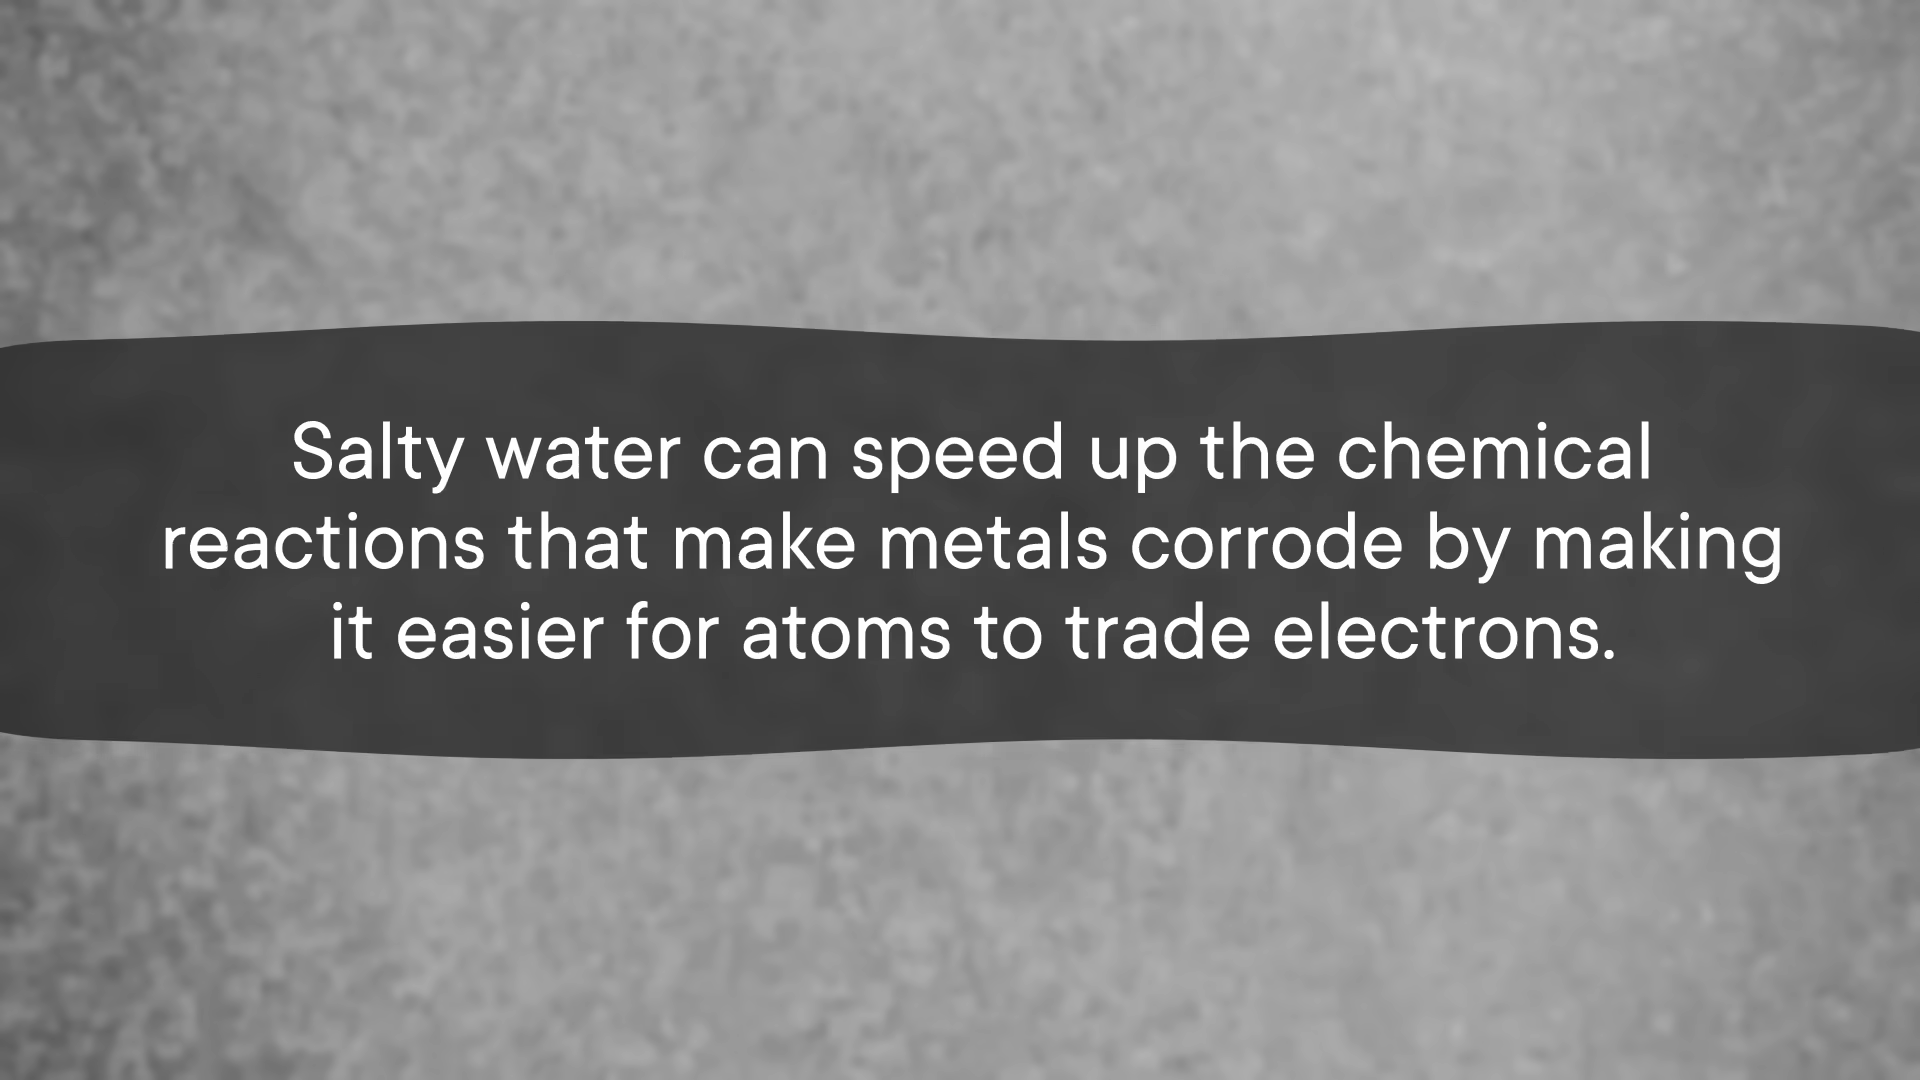 Salty water can speed up the chemical
reactions that make metals corrode by making
it easier for atoms to trade electrons.